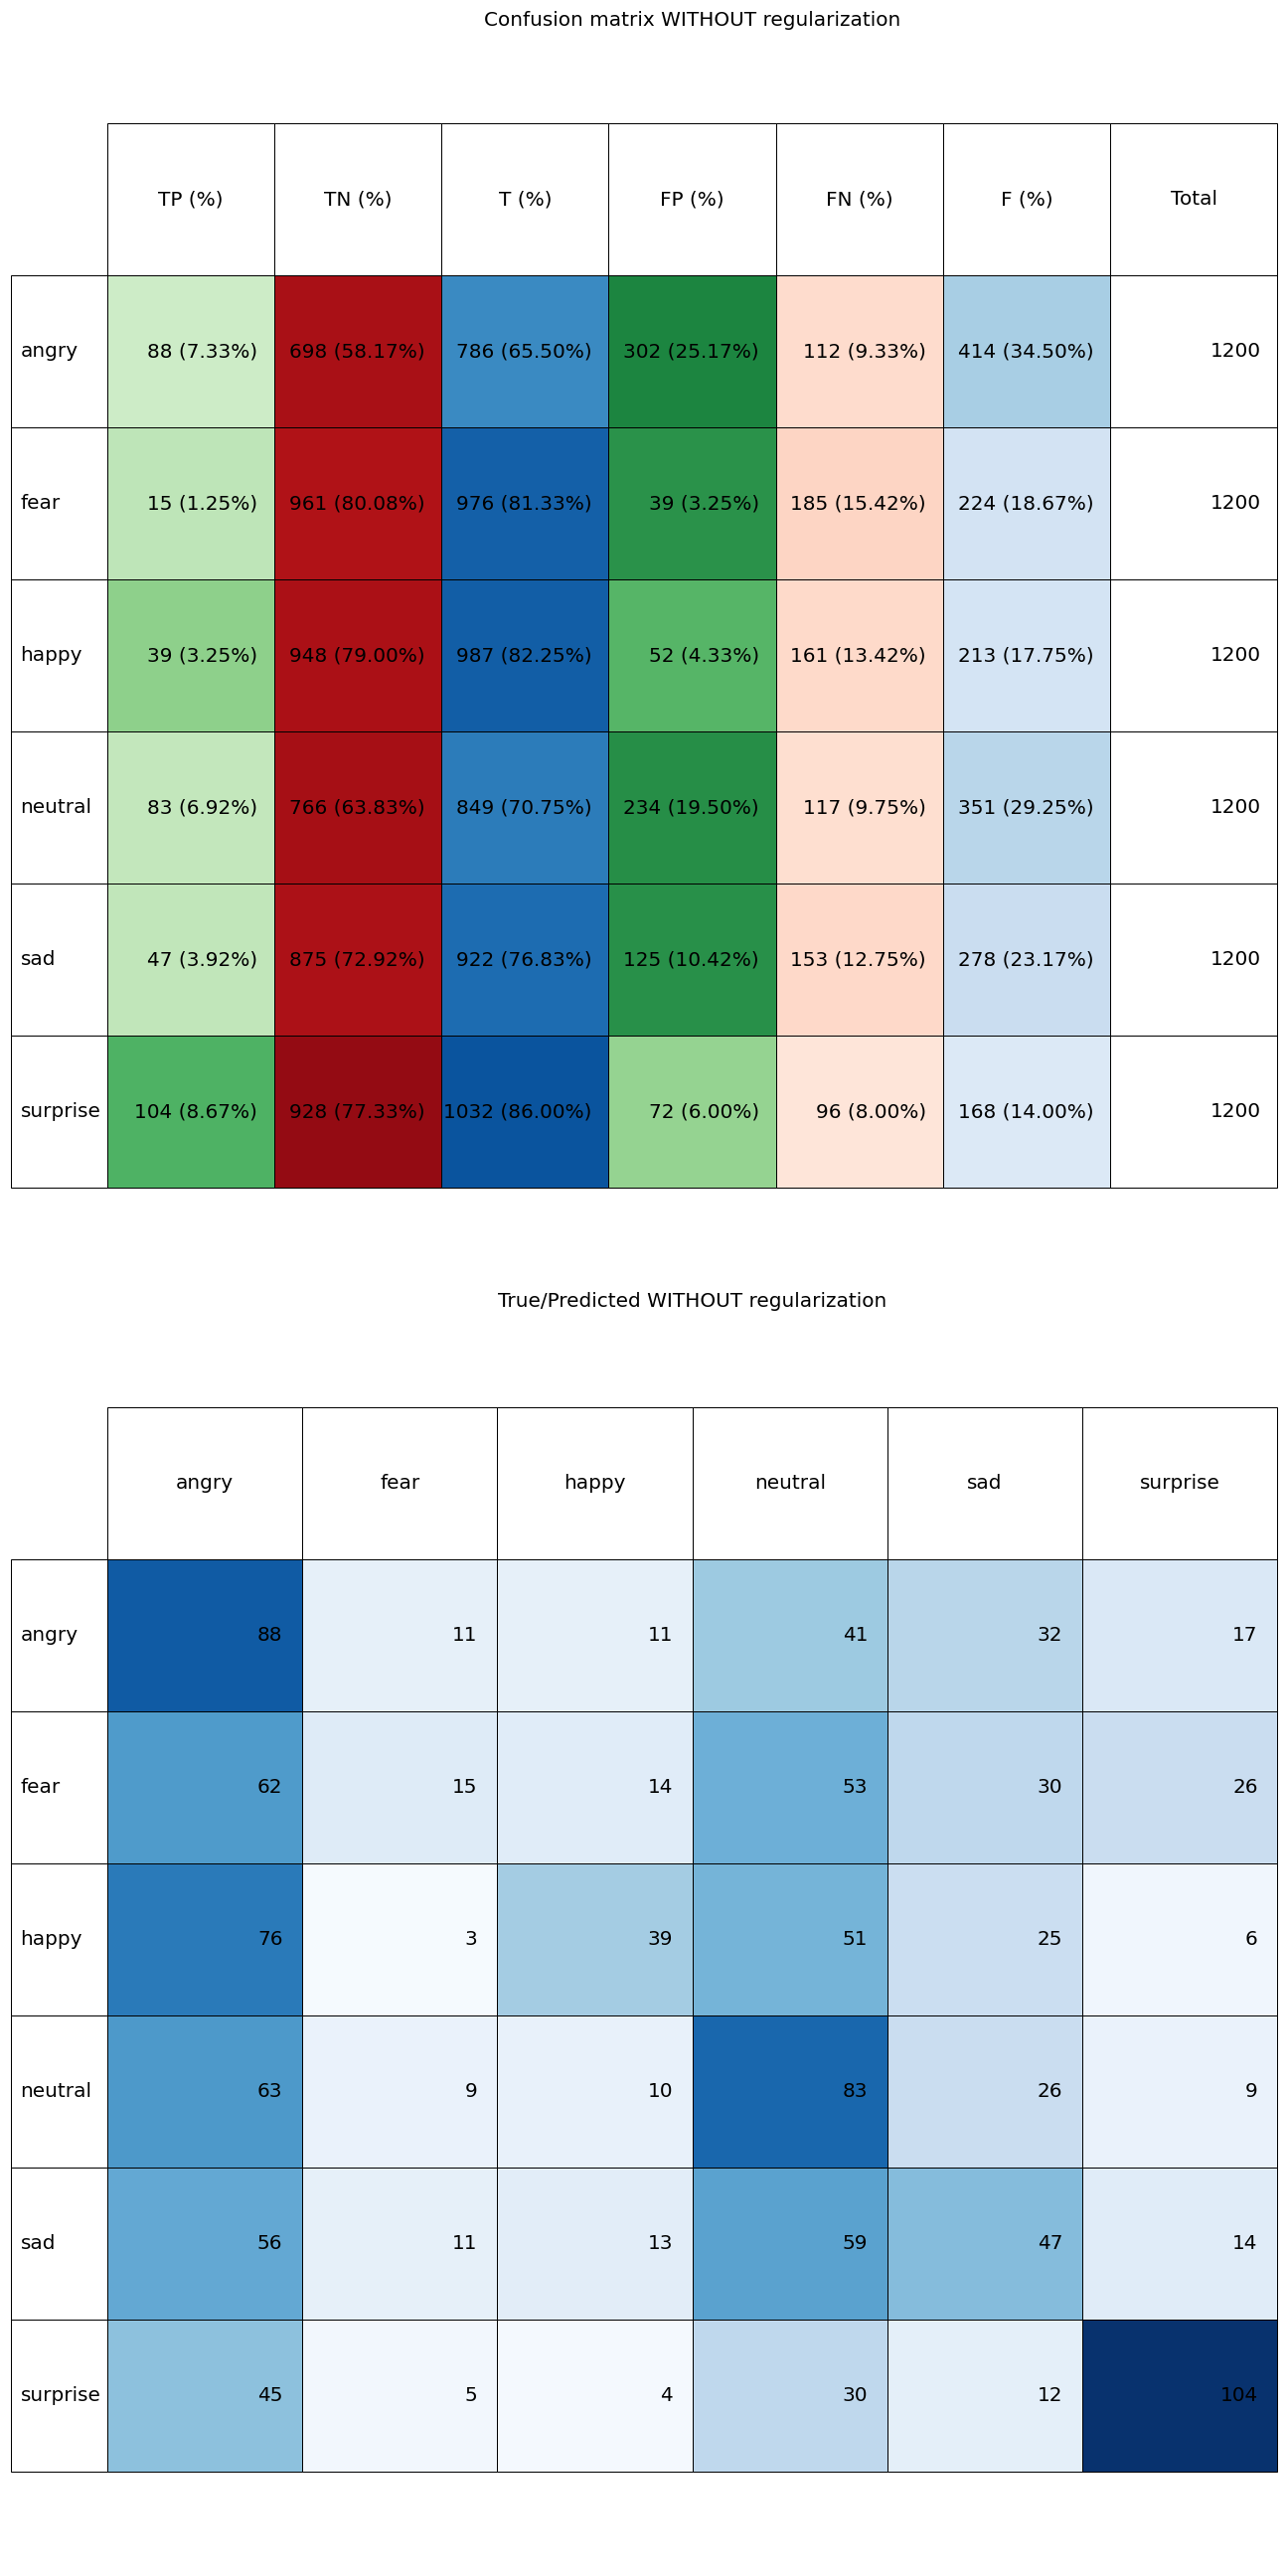 Confusion matrix WITHOUT regularization
TP (%) TN (%) T (%) FP (%) FN (%) F (%) Total
angry 88 (7.33%) 698 (58.17%) 786 (65.50%) 302 (25.17%) 112 (9.33%) 414 (34.50%) 1200
fear 15 (1.25%) 961 (80.08%) 976 (81.33%) 39 (3.25%) 185 (15.42%) 224 (18.67%) 1200
happy 39 (3.25%) 948 (79.00%) 987 (82.25%) 52 (4.33%) 161 (13.42%) 213 (17.75%) 1200
neutral 83 (6.92%) 766 (63.83%) 849 (70.75%) 234 (19.50%) 117 (9.75%) 351 (29.25%) 1200
sad 47 (3.92%) 875 (72.92%) 922 (76.83%) 125 (10.42%) 153 (12.75%) 278 (23.17%) 1200
surprise 104 (8.67%) 928 (77.33%) 1032 (86.00%) 72 (6.00%) 96 (8.00%) 168 (14.00%) 1200
True/Predicted WITHOUT regularization
angry fear happy neutral sad surprise
angry 88 11 11 41 32 17
fear 62 15 14 53 30 26
happy 76 3 39 51 25 6
neutral 63 9 10 83 26 9
sad 56 11 13 59 47 14
surprise 45 5 4 30 12 104